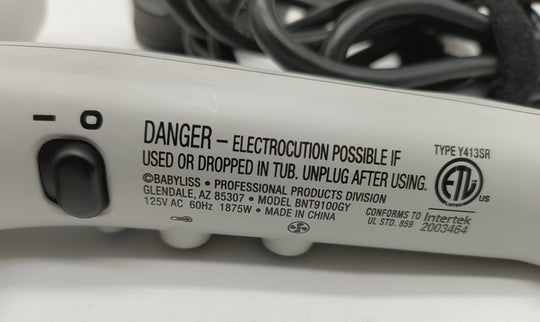 — O
DANGER – ELECTROCUTION POSSIBLE IF
USED OR DROPPED IN TUB. UNPLUG AFTER USING.
©BABYLISS • PROFESSIONAL PRODUCTS DIVISION
GLENDALE, AZ 85307 • MODEL BNT9100GY
125V AC 60Hz 1875W • MADE IN CHINA
TYPE Y413SR
ETL
US
CONFORMS TO
UL STD. 859
Intertek
2003464